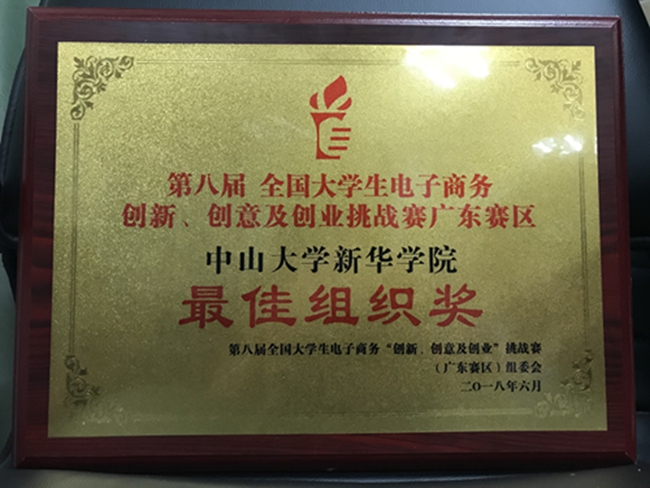 第八届 全国大学生电子商务
创新、创意及创业挑战赛广东赛区
中山大学新华学院
最佳组织奖
第八届全国大学生电子商务“创新、创意及创业”挑战赛
(广东赛区)组委会
二〇一八年六月